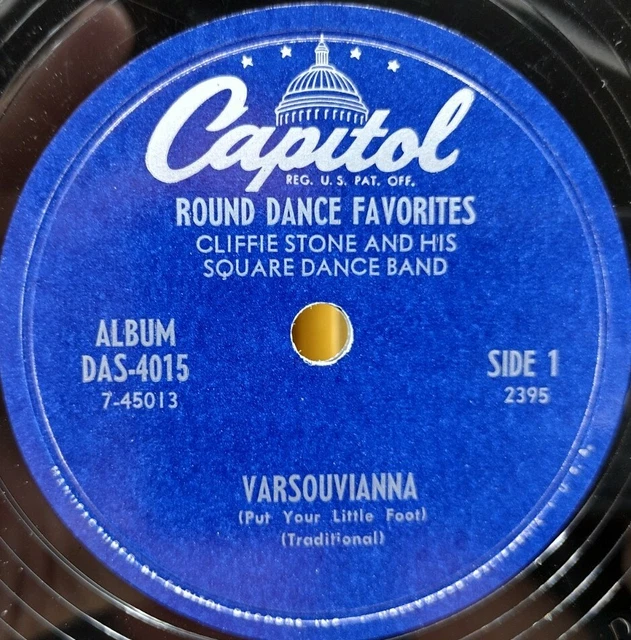 Capitol
REG. U. S. PAT. OFF.
ROUND DANCE FAVORITES
CLIFFIE STONE AND HIS
SQUARE DANCE BAND
ALBUM
DAS-4015
7-45013
SIDE 1
2395
VARSOUVIANNA
(Put Your Little Foot)
(Traditional)